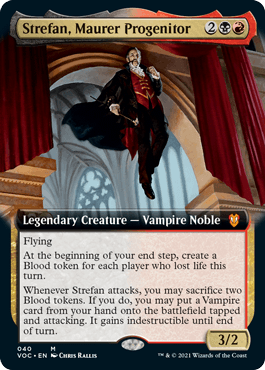 Strefan, Maurer Progenitor 2
Legendary Creature — Vampire Noble
Flying
At the beginning of your end step, create
a Blood token for each player who lost life this
turn.
Whenever Strefan attacks, you may sacrifice two
Blood tokens. If you do, you may put a Vampire
card from your hand onto the battlefield tapped
and attacking. It gains indestructible until
end of turn.
3/2
040 M
VOC • EN Chris Rallis
™ & © 2021 Wizards of the Coast